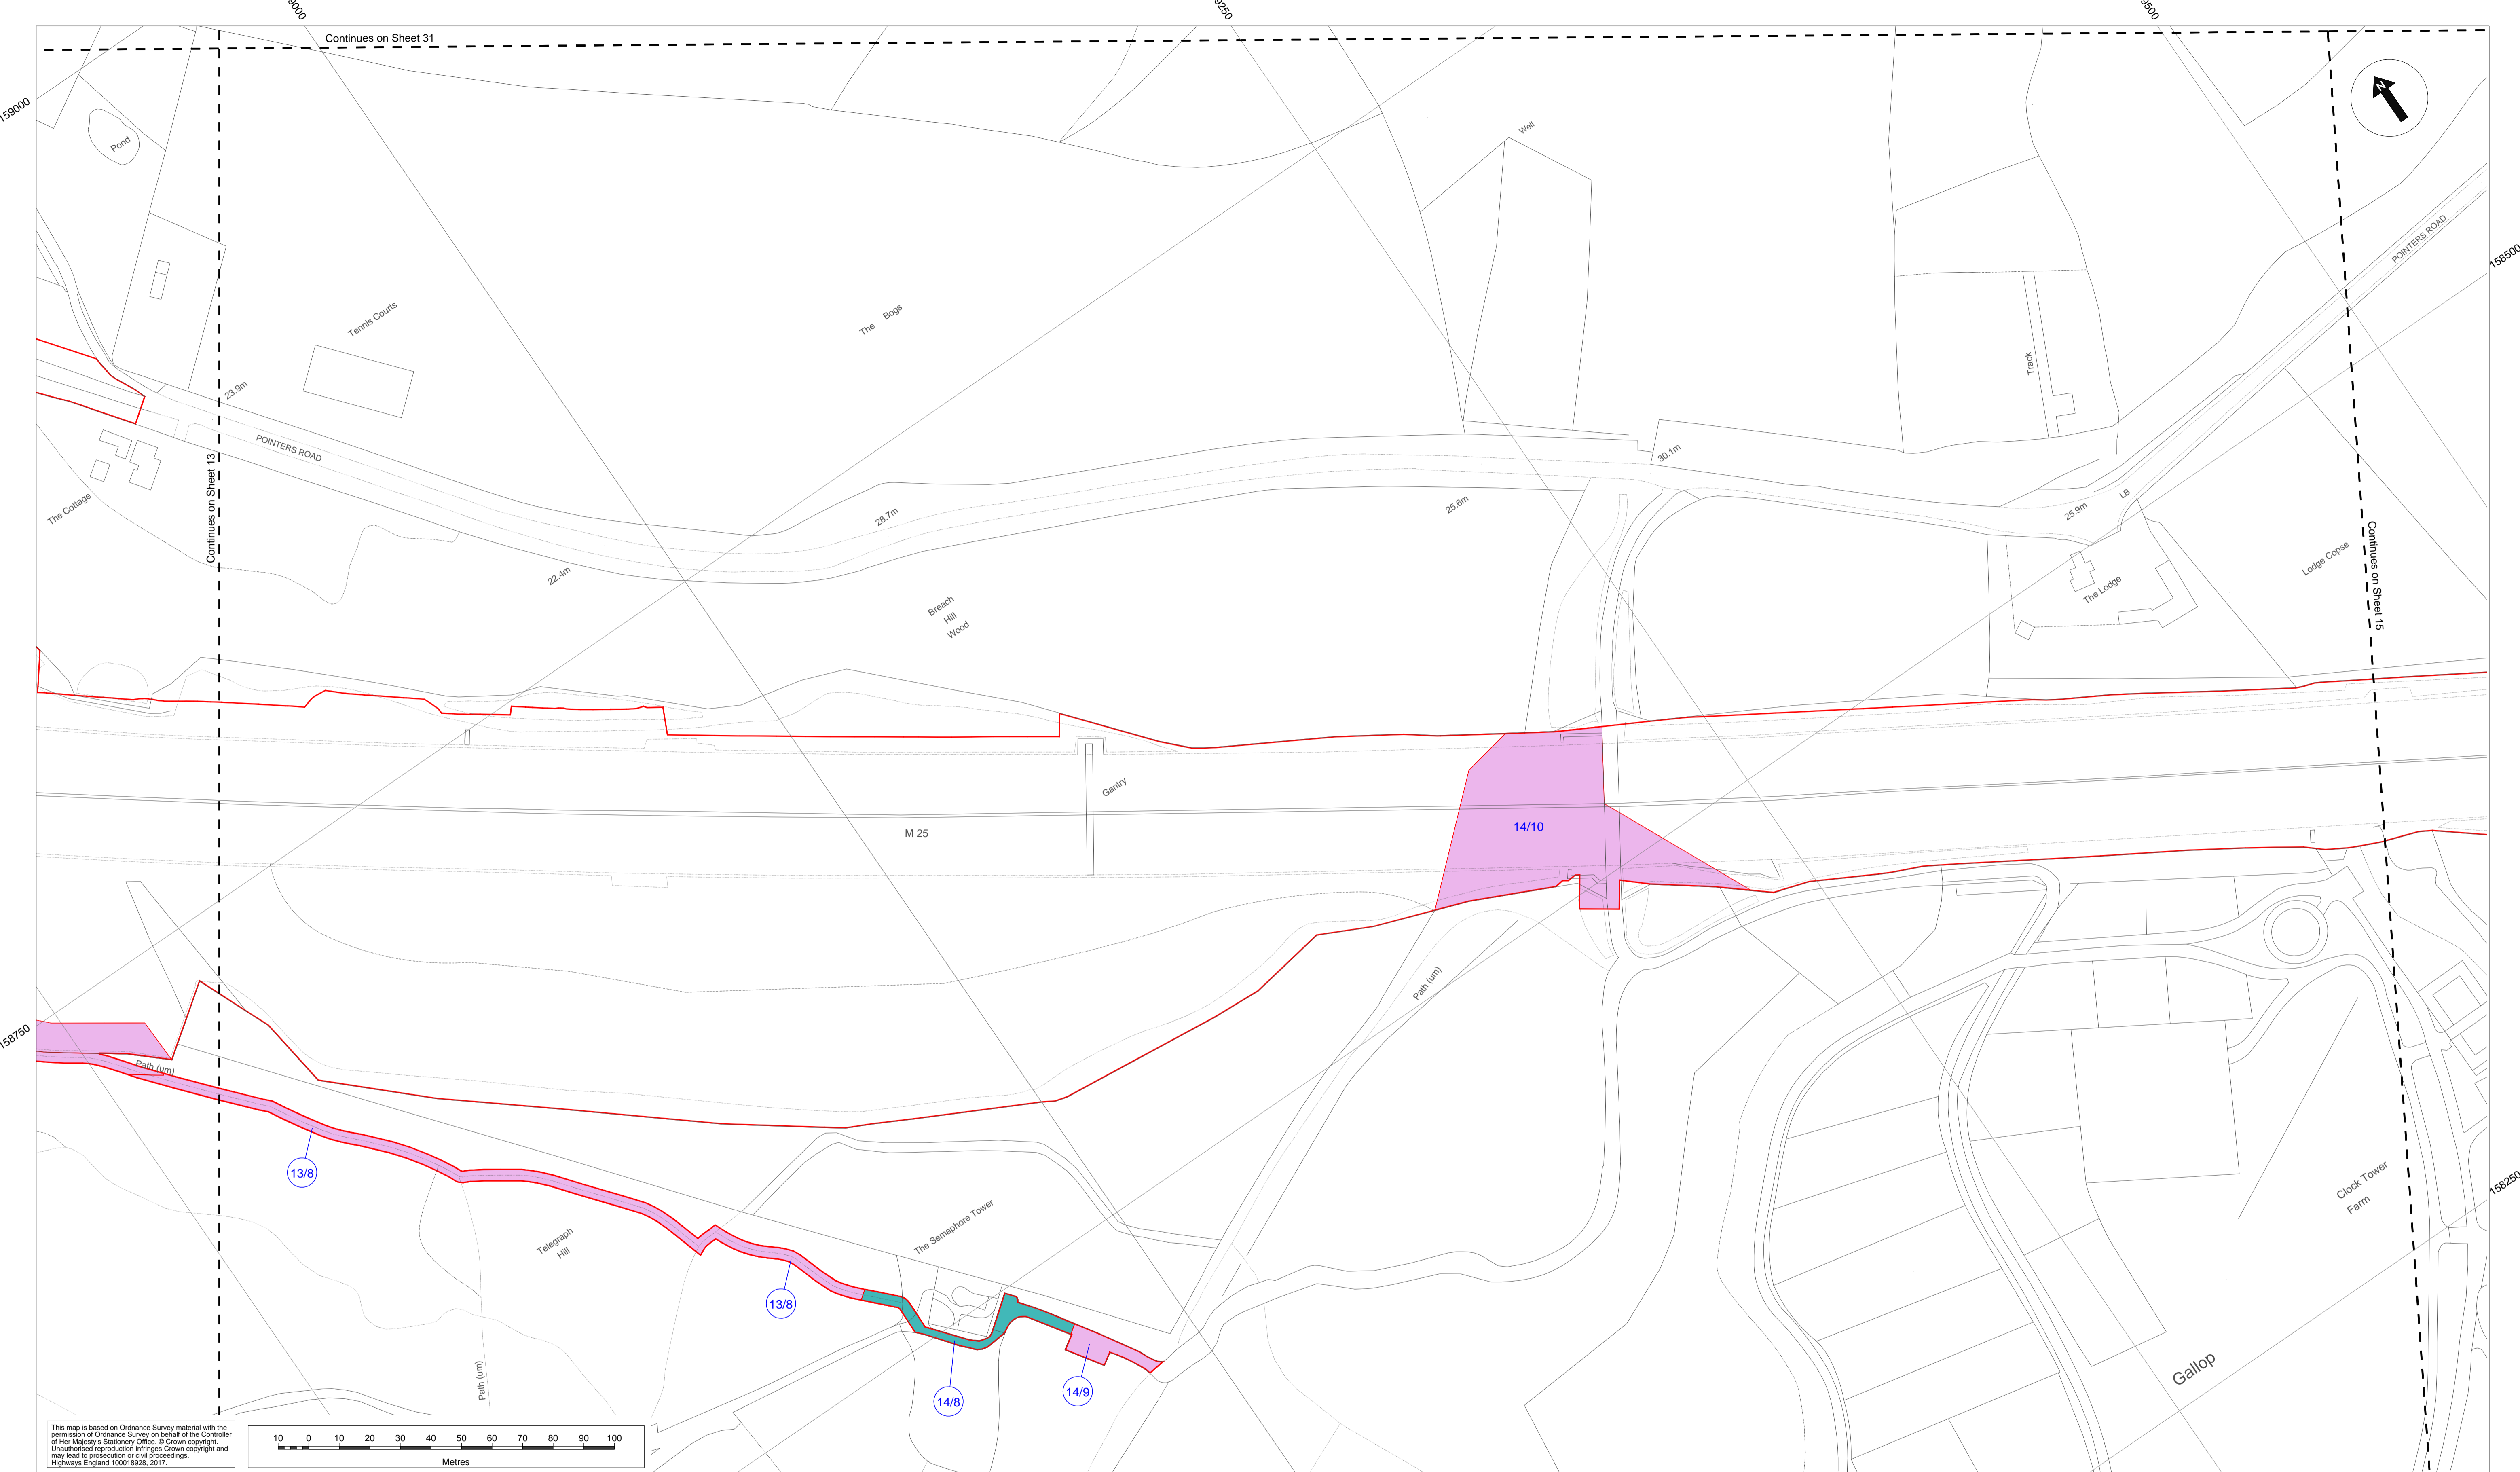 9000
9250
9500
Continues on Sheet 31
N
159000
Pond
Well
POINTERS ROAD
158500
Tennis Courts
The Bogs
Track
23.9m
POINTERS ROAD
30.1m
Continues on Sheet 13
The Cottage
28.7m
25.6m
LB
25.9m
Continues on Sheet 15
Lodge Copse
22.4m
The Lodge
Breach
Hill
Wood
Gantry
M 25
14/10
Path (um)
158750
Path (um)
13/8
Clock Tower
Farm
158250
The Semaphore Tower
Telegraph
Hill
13/8
Path (um)
14/8
14/9
Gallop
This map is based on Ordnance Survey material with the
permission of Ordnance Survey on behalf of the Controller
of Her Majesty's Stationery Office. © Crown copyright.
Unauthorised reproduction infringes Crown copyright and
may lead to prosecution or civil proceedings.
Highways England 100018928, 2017.
10 0 10 20 30 40 50 60 70 80 90 100
Metres